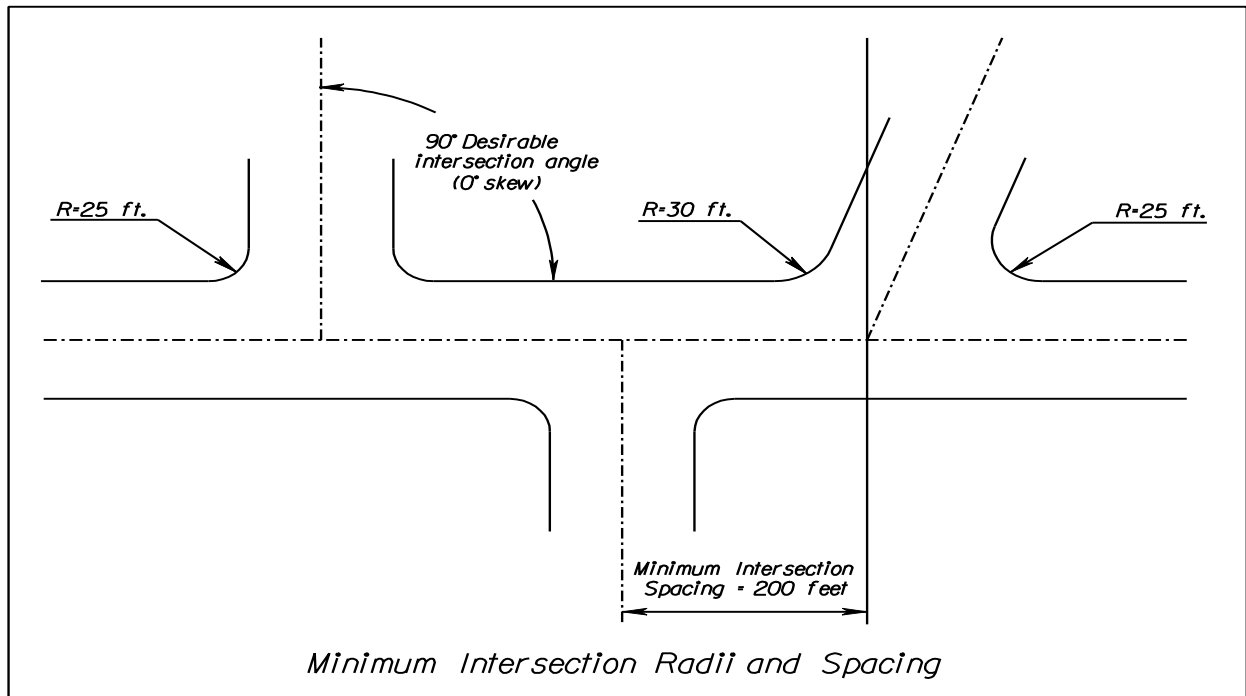 90° Desirable
intersection angle
(0° skew)
R=25 ft.
R=30 ft.
R=25 ft.
Minimum Intersection
Spacing = 200 feet
Minimum Intersection Radii and Spacing